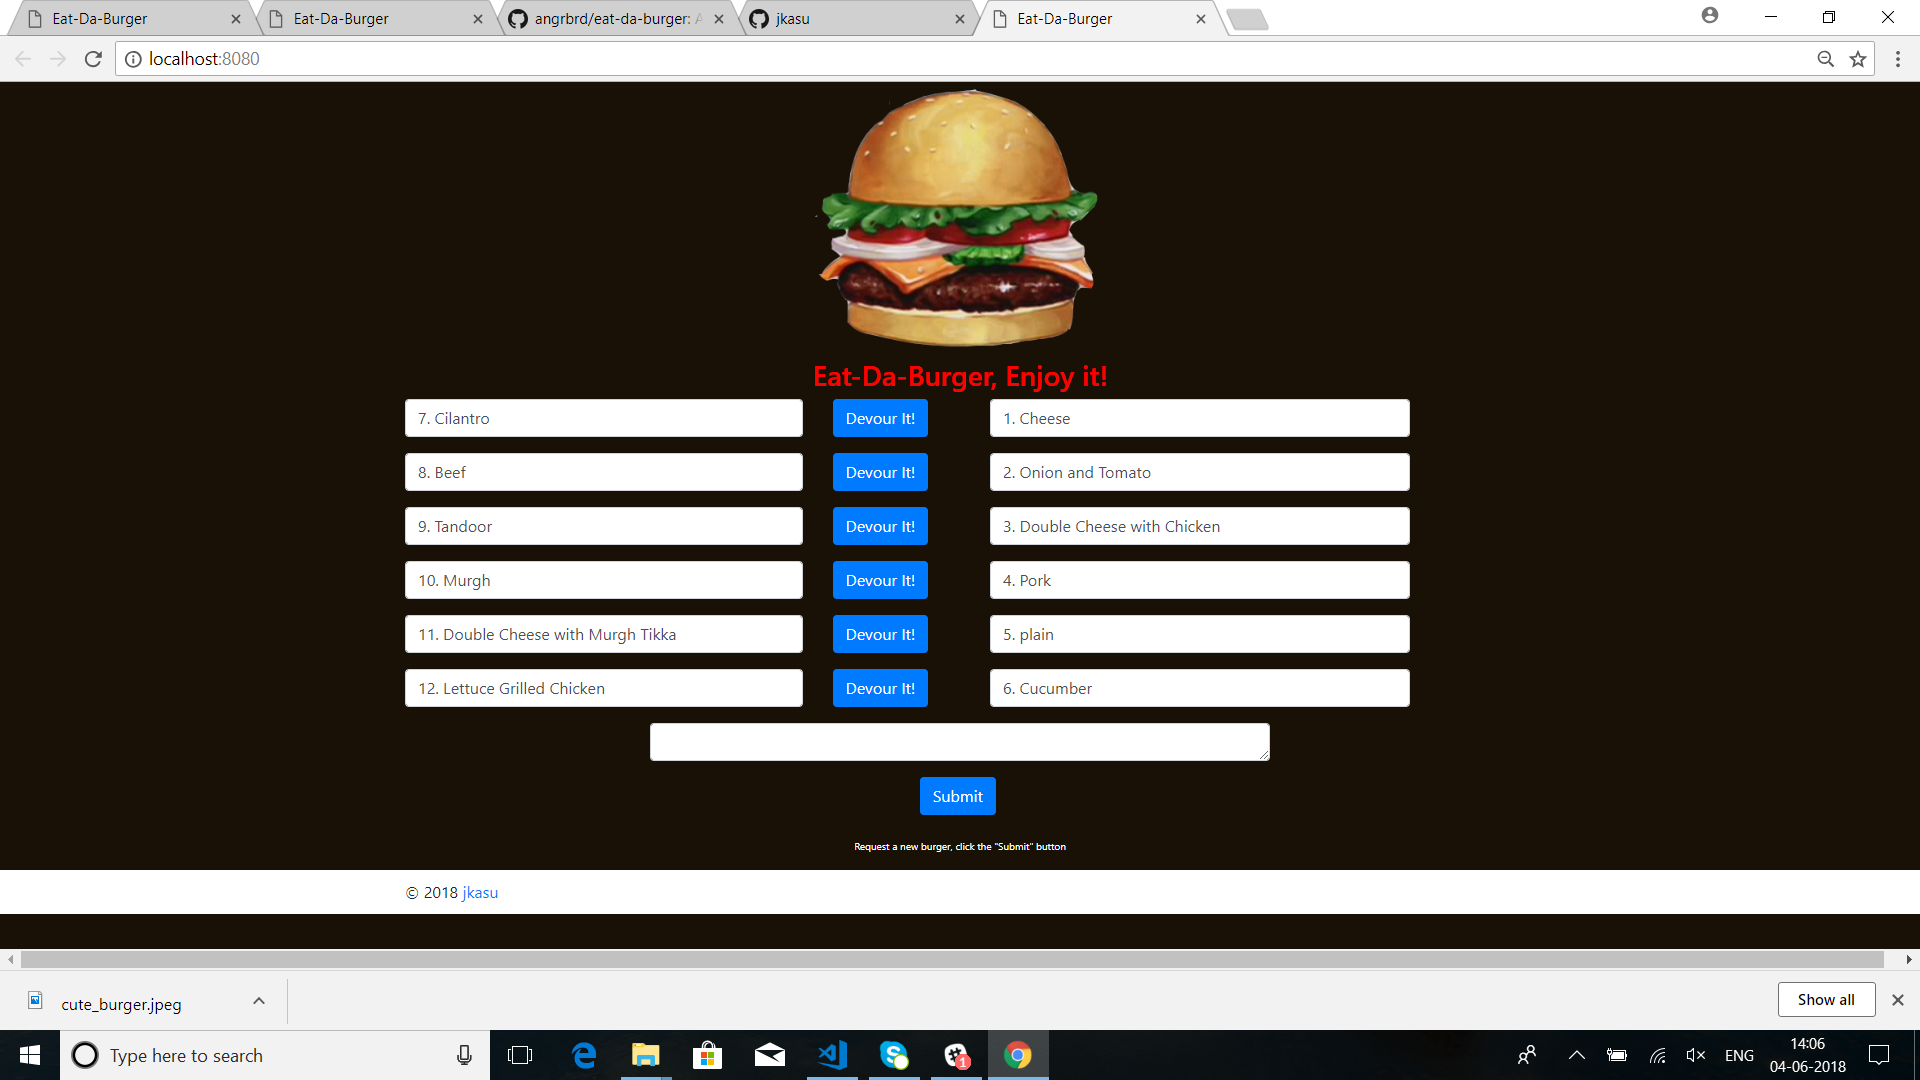 Eat-Da-Burger
Eat-Da-Burger
angrbrd/eat-da-burger: A
jkasu
Eat-Da-Burger
localhost:8080
Eat-Da-Burger, Enjoy it!
7. Cilantro Devour It! 1. Cheese
8. Beef Devour It! 2. Onion and Tomato
9. Tandoor Devour It! 3. Double Cheese with Chicken
10. Murgh Devour It! 4. Pork
11. Double Cheese with Murgh Tikka Devour It! 5. plain
12. Lettuce Grilled Chicken Devour It! 6. Cucumber
Submit
Request a new burger, click the "Submit" button
© 2018 jkasu
cute_burger.jpeg
Show all
Type here to search
1
ENG
14:06
04-06-2018